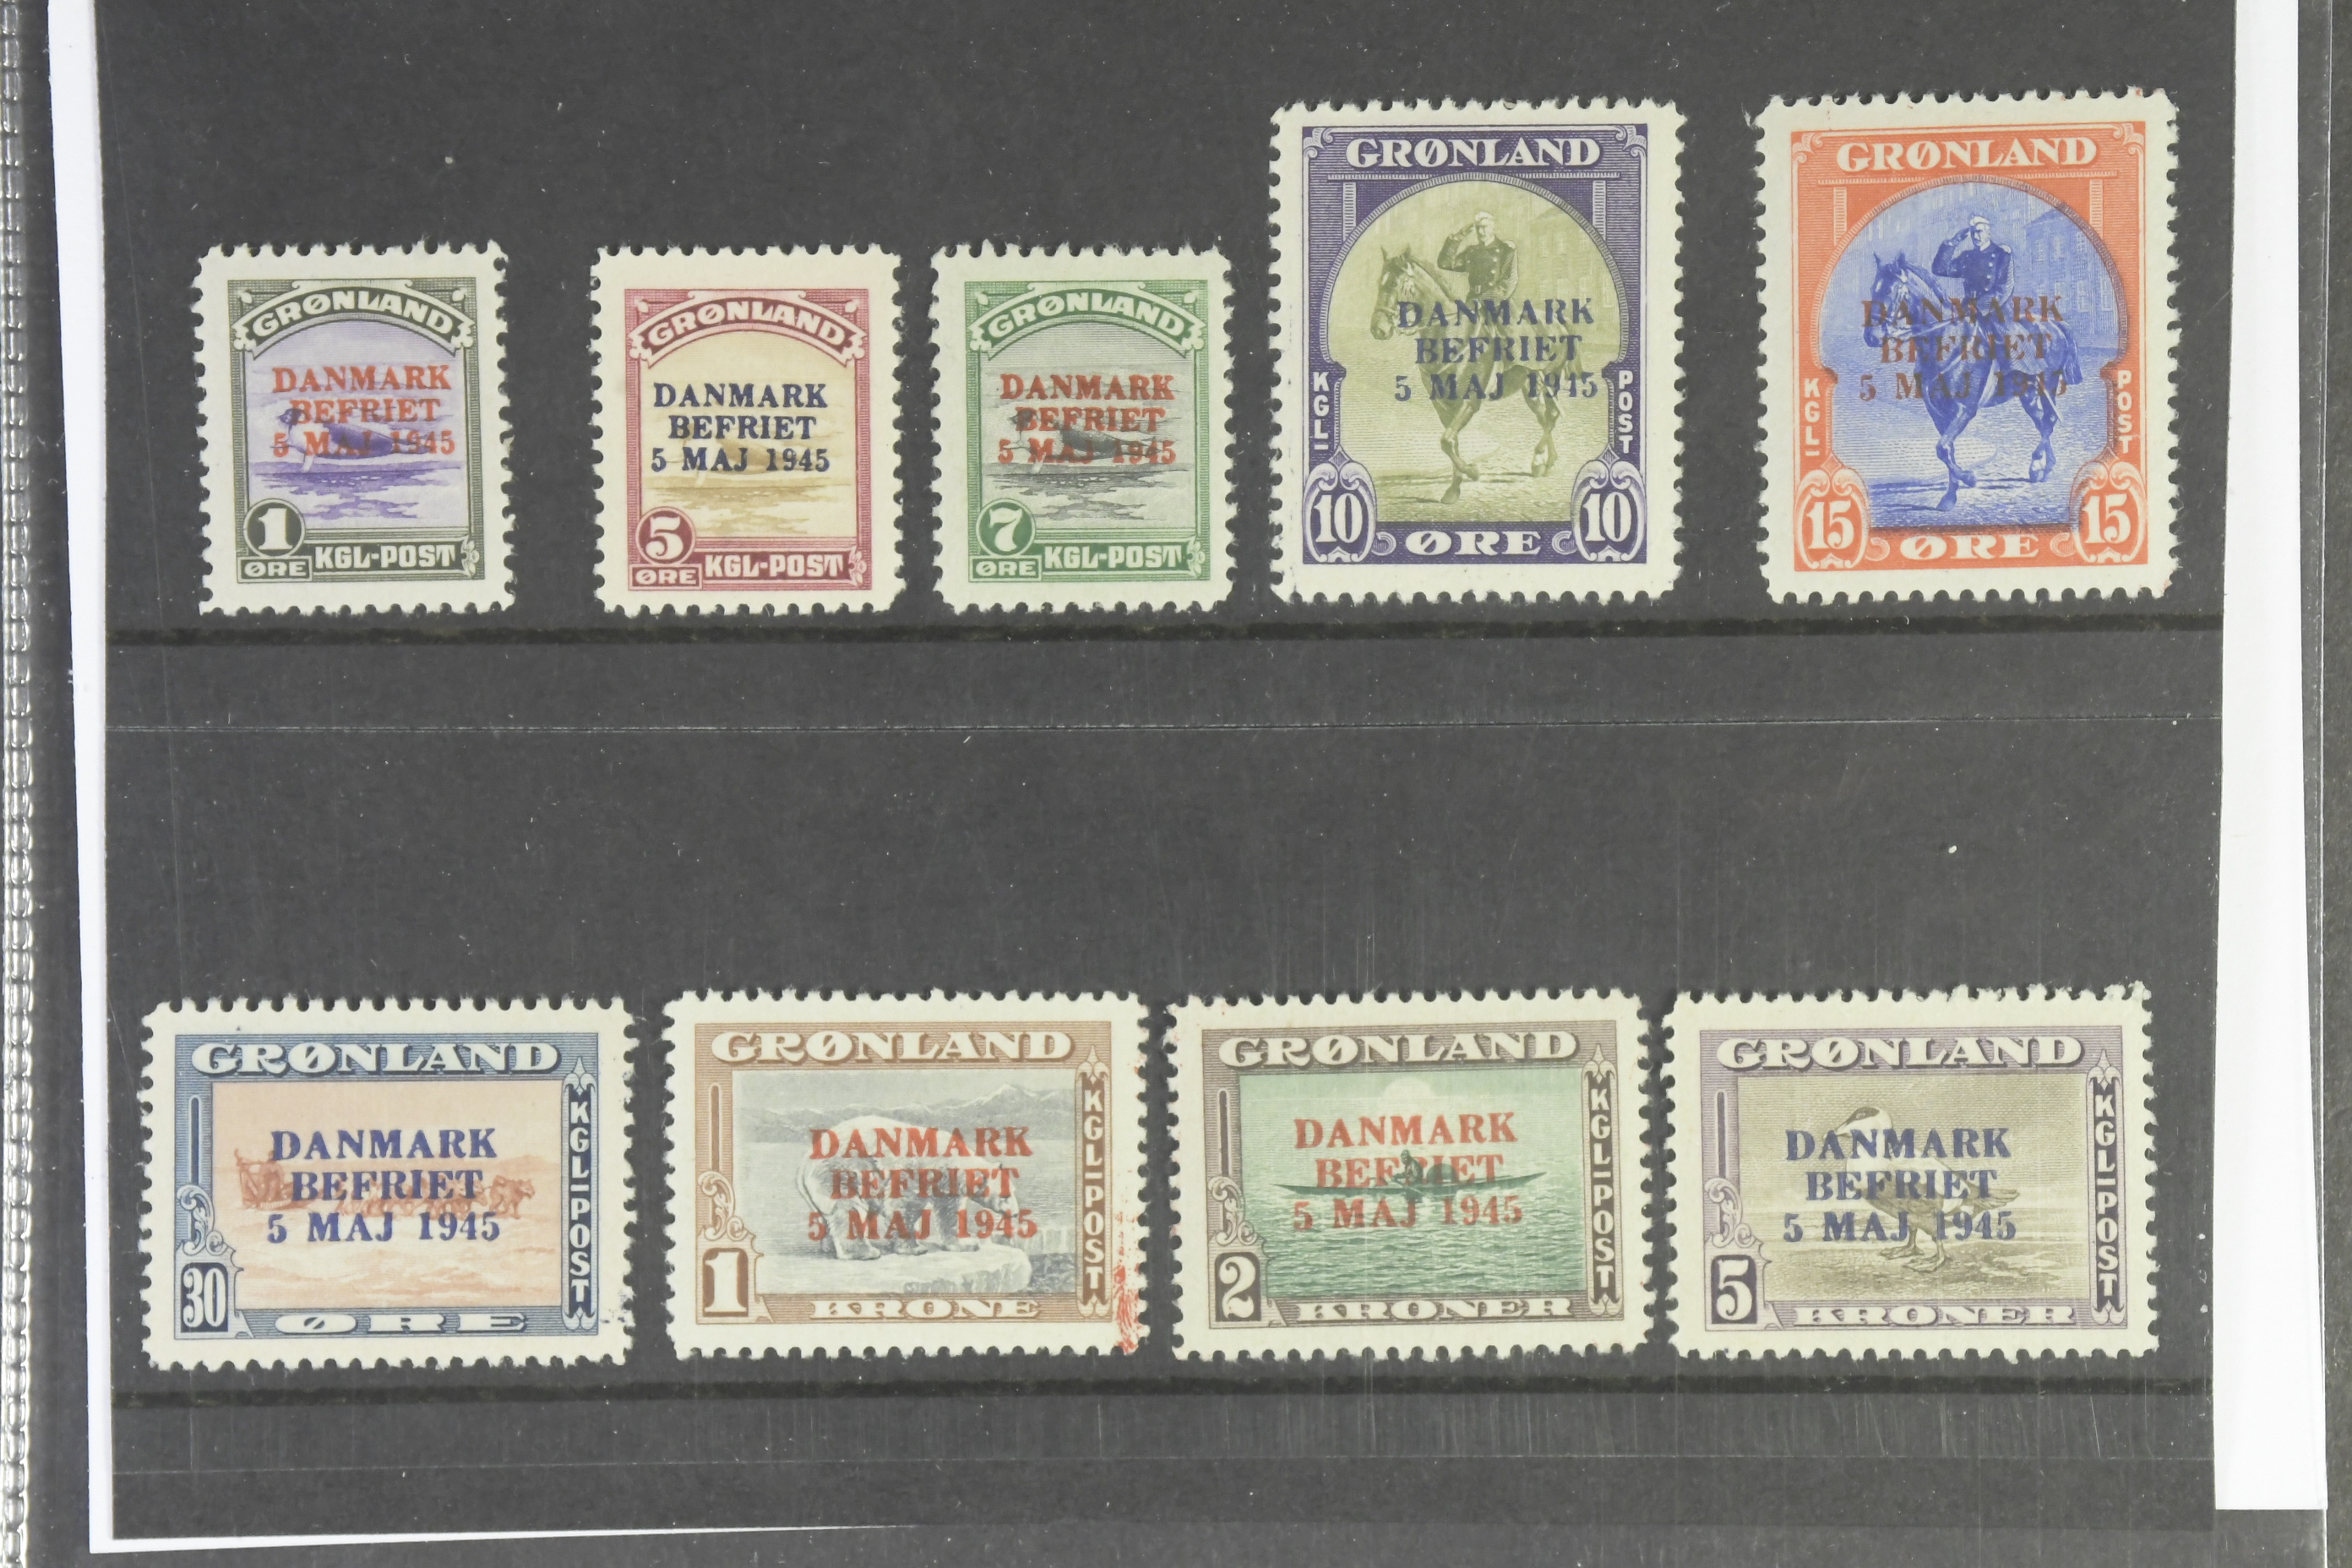 GRØNLAND
DANMARK
BEFRIET
5 MAJ 1945
1
ØRE KGL-POST
GRØNLAND
DANMARK
BEFRIET
5 MAJ 1945
5
ØRE KGL-POST
GRØNLAND
DANMARK
BEFRIET
5 MAJ 1945
7
ØRE KGL-POST
GRØNLAND
DANMARK
BEFRIET
5 MAJ 1945
KGL-
POST
10 ØRE 10
GRØNLAND
DANMARK
BEFRIET
5 MAJ 1945
KGL-
POST
15 ØRE 15
GRØNLAND
DANMARK
BEFRIET
5 MAJ 1945
KGL-POST
30 ØRE
GRØNLAND
DANMARK
BEFRIET
5 MAJ 1945
KGL-POST
1 KRONE
GRØNLAND
DANMARK
BEFRIET
5 MAJ 1945
KGL-POST
2 KRONER
GRØNLAND
DANMARK
BEFRIET
5 MAJ 1945
KGL-POST
5 KRONER